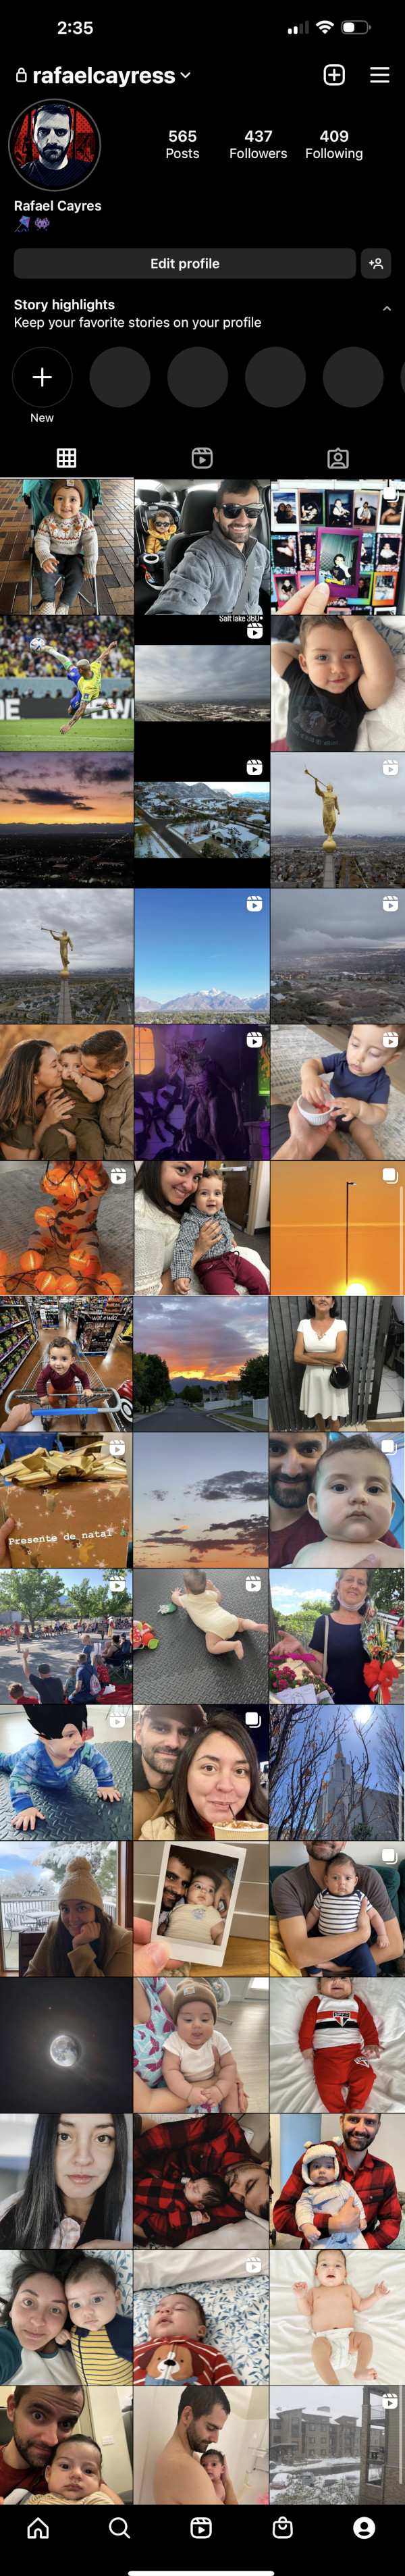 2:35
rafaelcayress
565
437
409
Posts
Followers
Following
Rafael Cayres
Edit profile
Story highlights
Keep your favorite stories on your profile
New
Salt lake 360•
Presente de natal